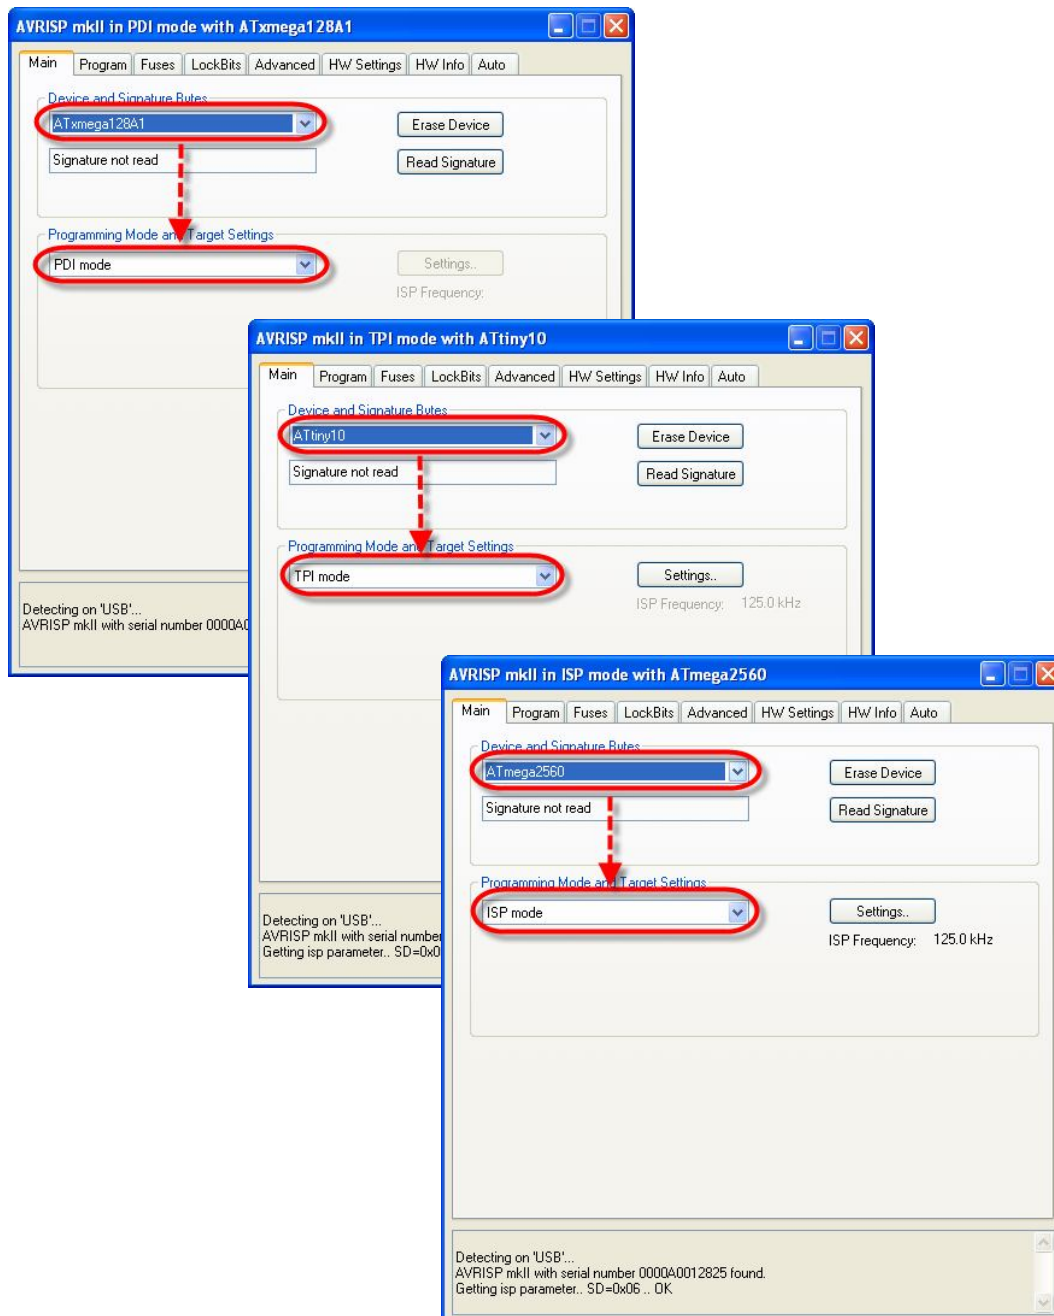 AVRISP mkII in PDI mode with ATxmega128A1
Main Program Fuses LockBits Advanced HW Settings HW Info Auto
Device and Signature Bytes
ATxmega128A1 Erase Device
Signature not read Read Signature
Programming Mode and Target Settings
PDI mode Settings..
ISP Frequency:
Detecting on 'USB'...
AVRISP mkII with serial number 0000A0
AVRISP mkII in TPI mode with ATtiny10
Main Program Fuses LockBits Advanced HW Settings HW Info Auto
Device and Signature Bytes
ATtiny10 Erase Device
Signature not read Read Signature
Programming Mode and Target Settings
TPI mode Settings..
ISP Frequency: 125.0 kHz
Detecting on 'USB'...
AVRISP mkII with serial number
Getting isp parameter.. SD=0x0
AVRISP mkII in ISP mode with ATmega2560
Main Program Fuses LockBits Advanced HW Settings HW Info Auto
Device and Signature Bytes
ATmega2560 Erase Device
Signature not read Read Signature
Programming Mode and Target Settings
ISP mode Settings..
ISP Frequency: 125.0 kHz
Detecting on 'USB'...
AVRISP mkII with serial number 0000A0012825 found.
Getting isp parameter.. SD=0x06 .. OK